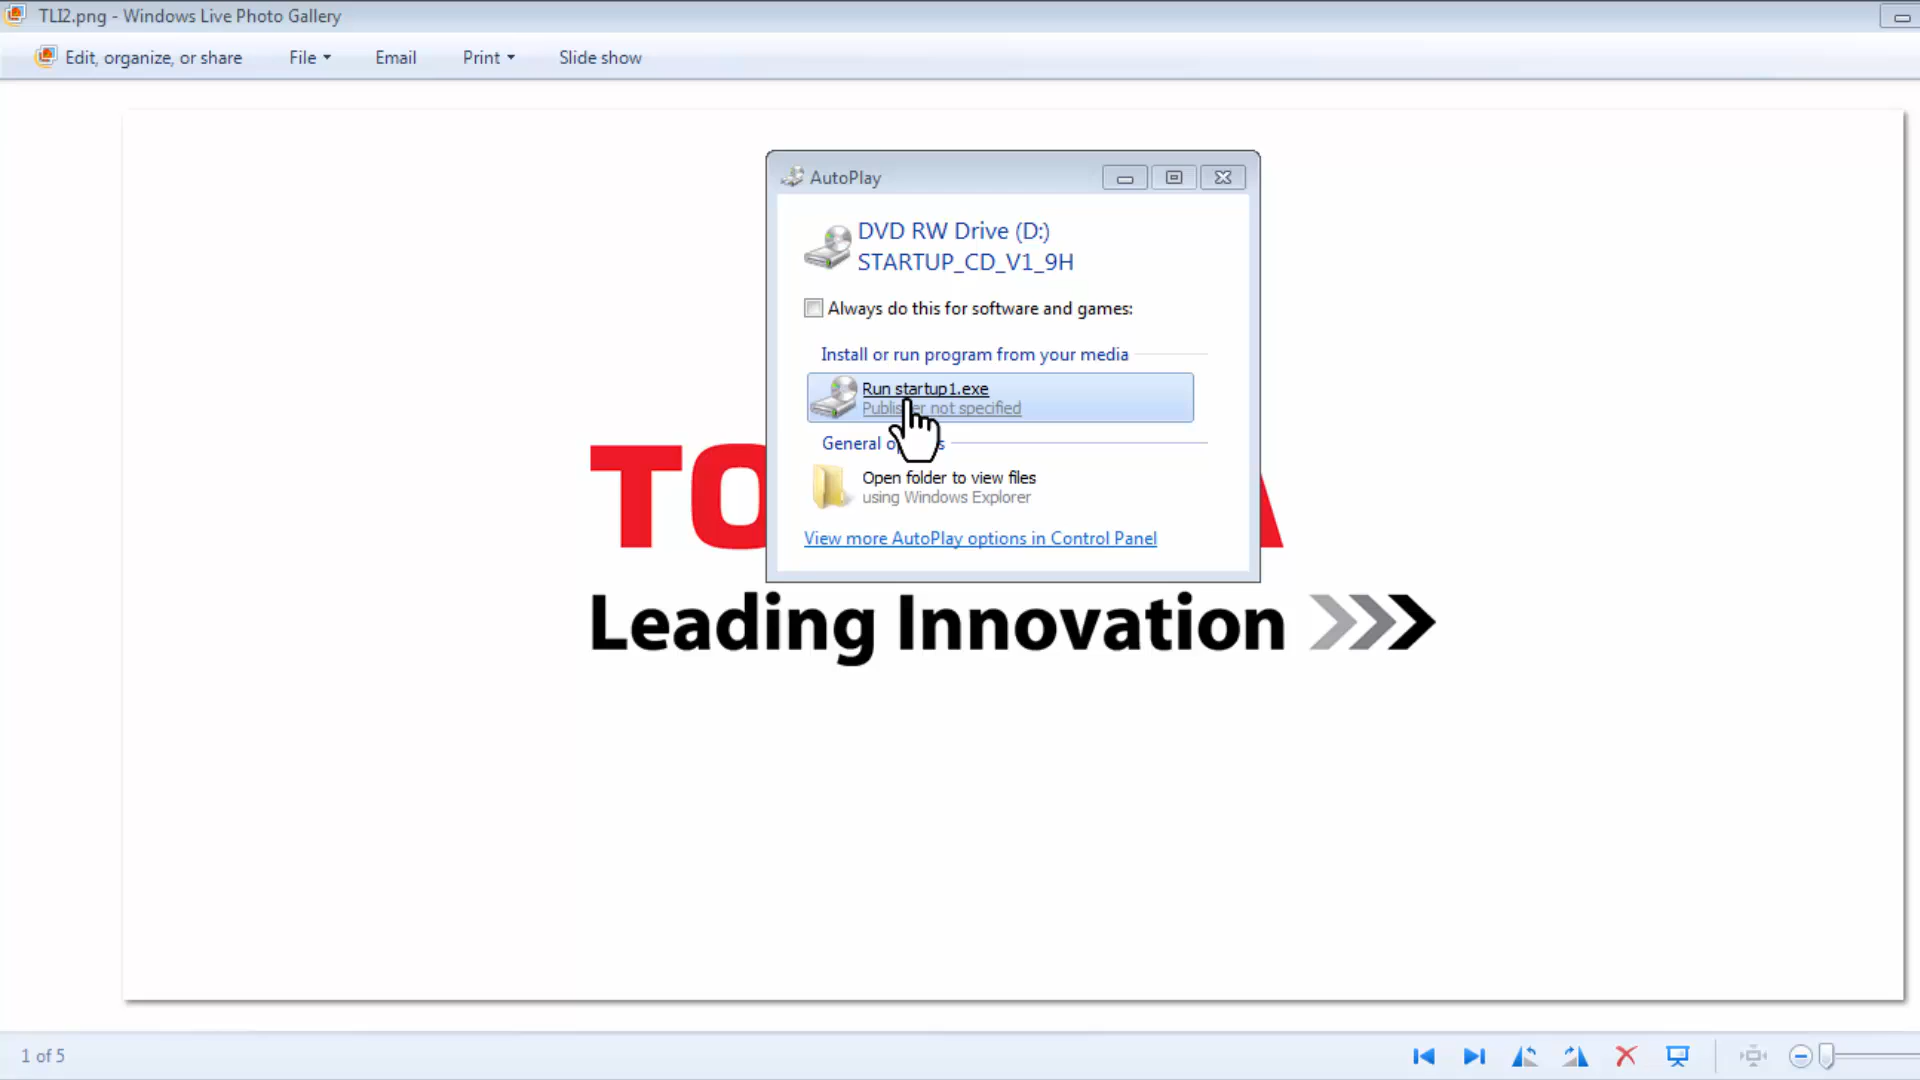 TLI2.png - Windows Live Photo Gallery
Edit, organize, or share File Email Print Slide show
AutoPlay
DVD RW Drive (D:)
STARTUP_CD_V1_9H
Always do this for software and games:
Install or run program from your media
Run startup1.exe
not specified
General
Open folder to view files
using Windows Explorer
View more AutoPlay options in Control Panel
TO A
Leading Innovation
1 of 5